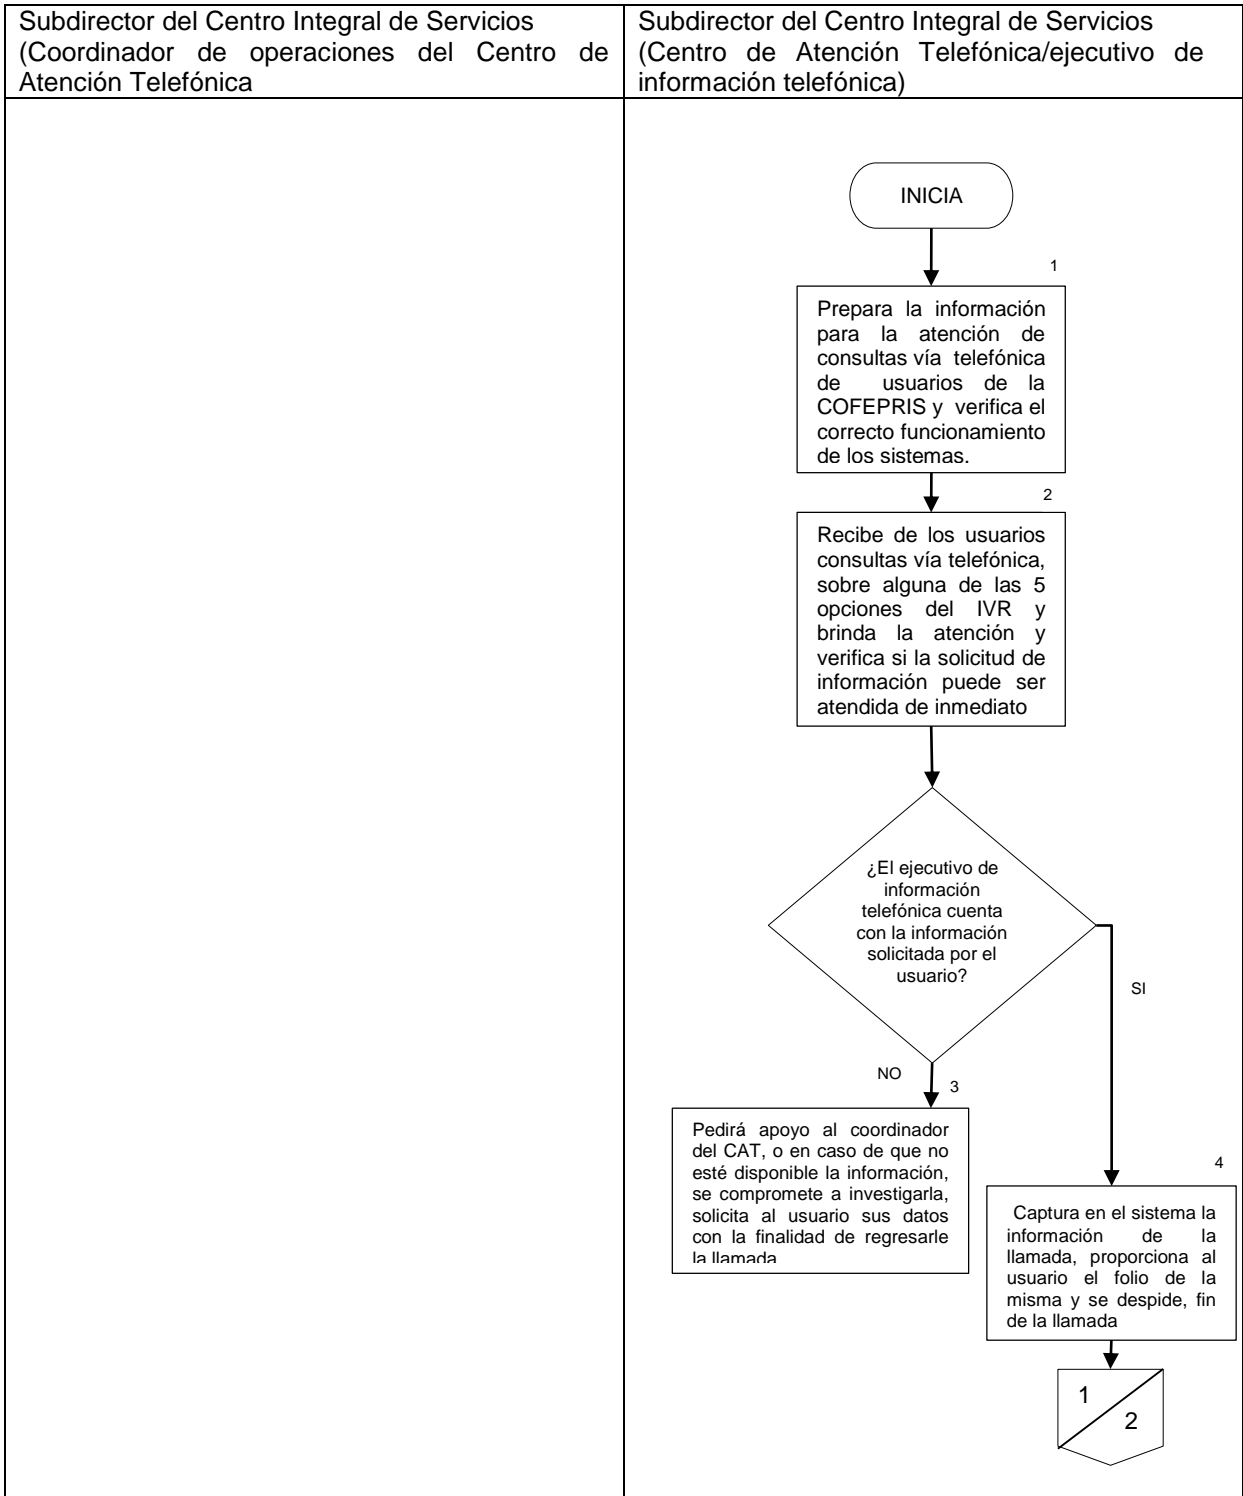 Subdirector del Centro Integral de Servicios
(Coordinador de operaciones del Centro de
Atención Telefónica
Subdirector del Centro Integral de Servicios
(Centro de Atención Telefónica/ejecutivo de
información telefónica)
INICIA
1
Prepara la información
para la atención de
consultas vía telefónica
de usuarios de la
COFEPRIS y verifica el
correcto funcionamiento
de los sistemas.
2
Recibe de los usuarios
consultas vía telefónica,
sobre alguna de las 5
opciones del IVR y
brinda la atención y
verifica si la solicitud de
información puede ser
atendida de inmediato
¿El ejecutivo de
información
telefónica cuenta
con la información
solicitada por el
usuario?
SI
NO
3
Pedirá apoyo al coordinador
del CAT, o en caso de que no
esté disponible la información,
se compromete a investigarla,
solicita al usuario sus datos
con la finalidad de regresarle
la llamada
4
Captura en el sistema la
información de la
llamada, proporciona al
usuario el folio de la
misma y se despide, fin
de la llamada
1
2